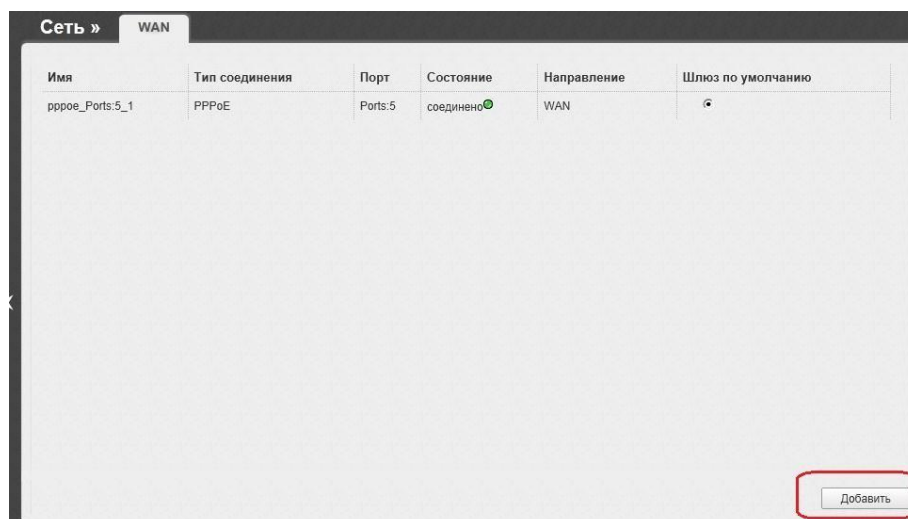 Сеть » WAN
Имя Тип соединения Порт Состояние Направление Шлюз по умолчанию
pppoe_Ports:5_1 PPPoE Ports:5 соединено WAN
Добавить